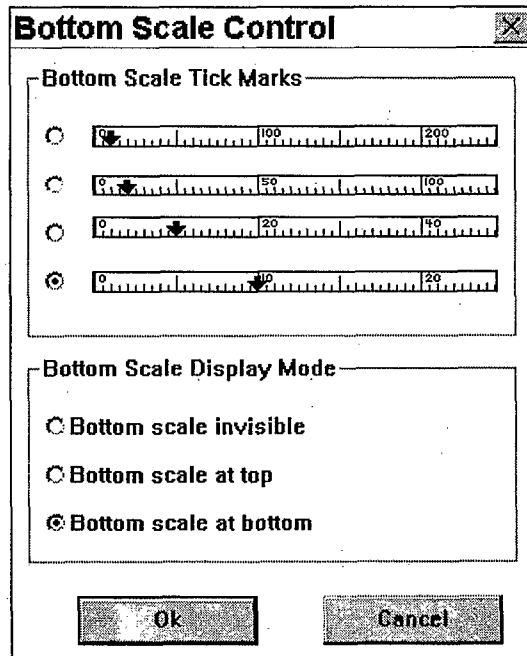 Bottom Scale Control
Bottom Scale Tick Marks
0 100 200
0 50 100
0 20 40
0 10 20
Bottom Scale Display Mode
Bottom scale invisible
Bottom scale at top
Bottom scale at bottom
Ok Cancel